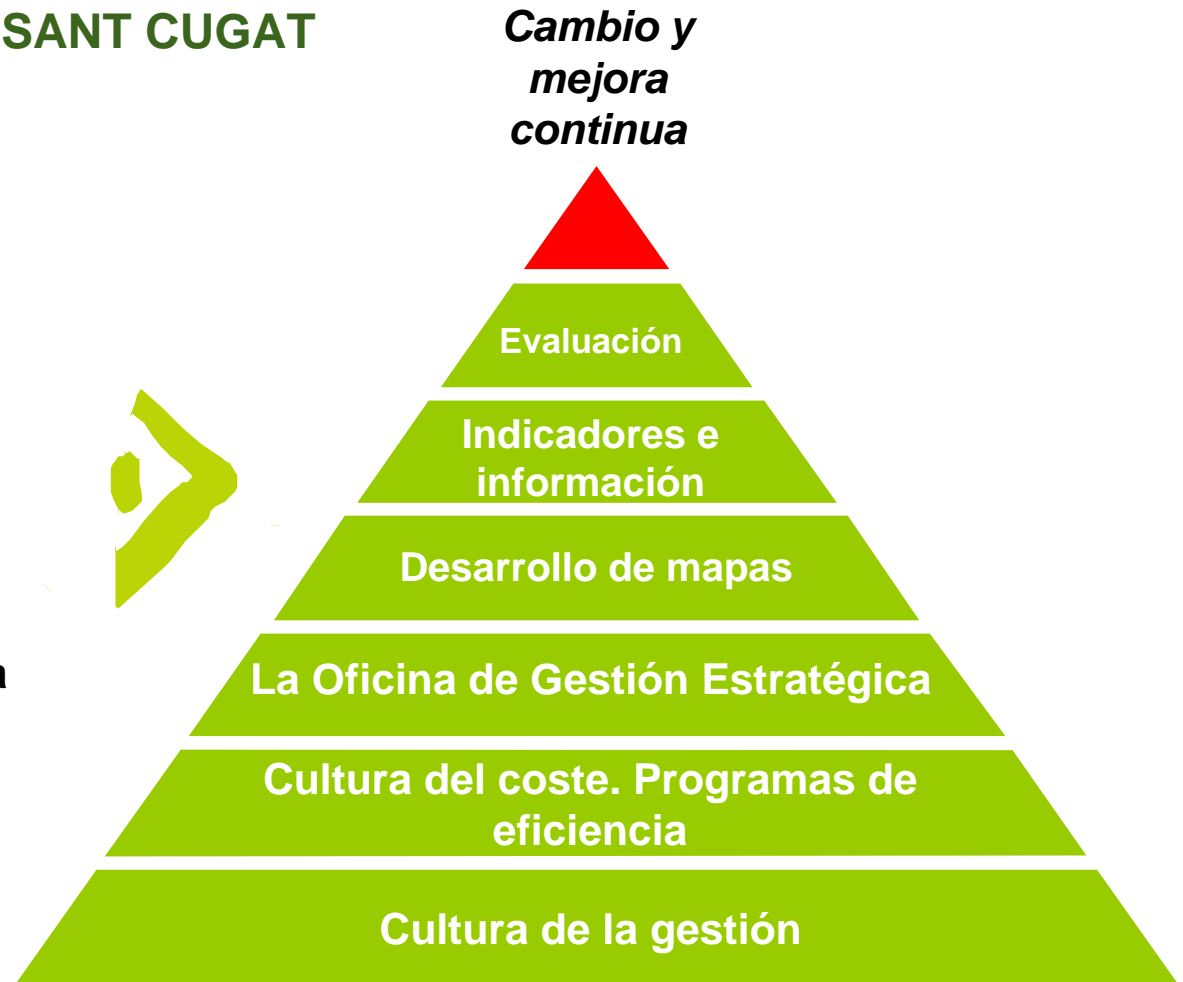 SANT CUGAT
Cambio y
mejora
continua
Evaluación
Indicadores e
información
Desarrollo de mapas
a
La Oficina de Gestión Estratégica
Cultura del coste. Programas de
eficiencia
Cultura de la gestión